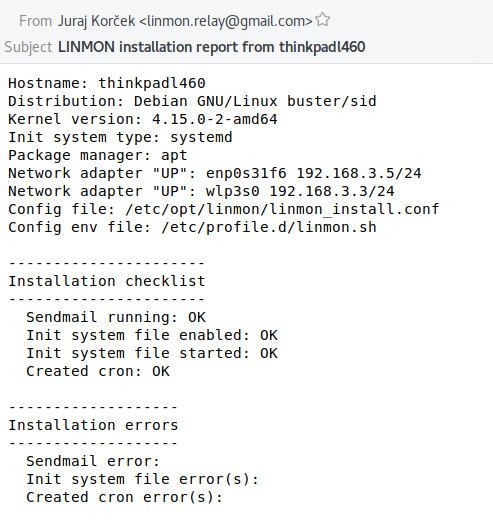 From Juraj Korček <linmon.relay@gmail.com>
Subject LINMON installation report from thinkpadl460
Hostname: thinkpadl460
Distribution: Debian GNU/Linux buster/sid
Kernel version: 4.15.0-2-amd64
Init system type: systemd
Package manager: apt
Network adapter "UP": enp0s31f6 192.168.3.5/24
Network adapter "UP": wlp3s0 192.168.3.3/24
Config file: /etc/opt/linmon/linmon_install.conf
Config env file: /etc/profile.d/linmon.sh
----------------------
Installation checklist
----------------------
Sendmail running: OK
Init system file enabled: OK
Init system file started: OK
Created cron: OK
-------------------
Installation errors
-------------------
Sendmail error:
Init system file error(s):
Created cron error(s):